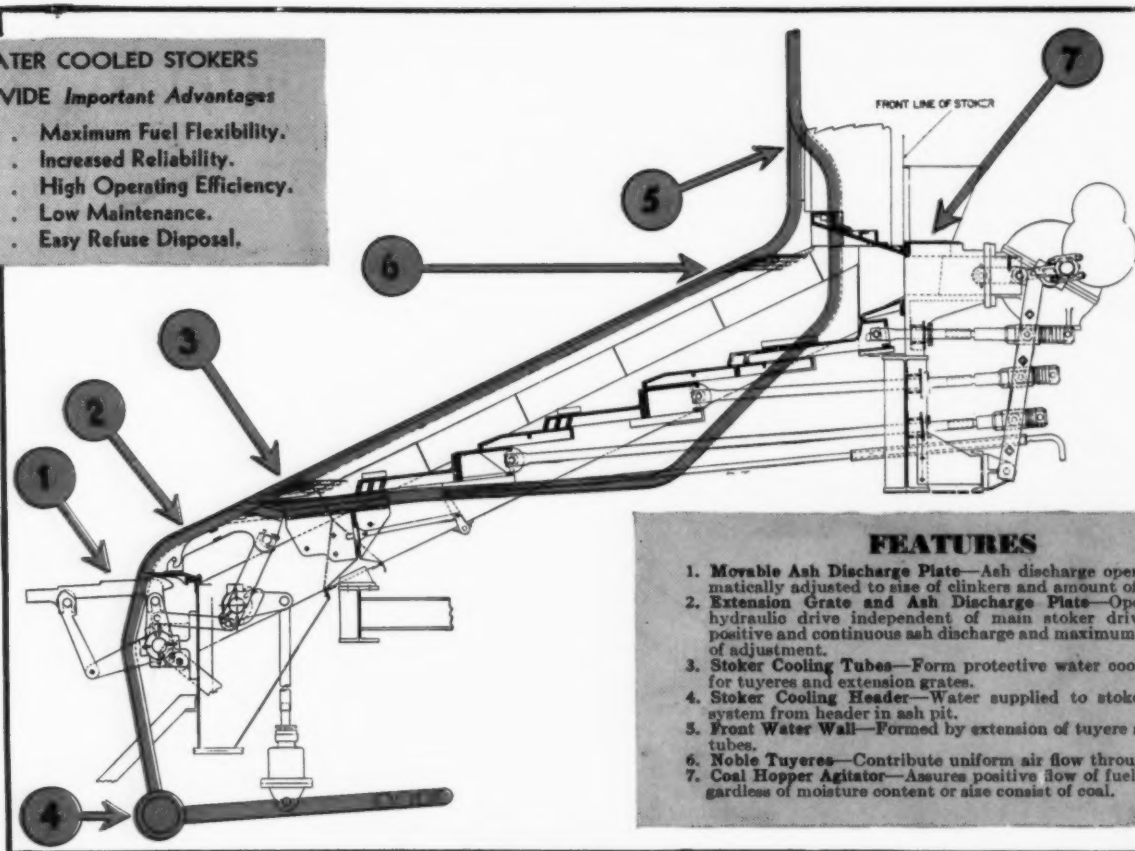 ATER COOLED STOKERS
VIDE Important Advantages
. Maximum Fuel Flexibility.
. Increased Reliability.
. High Operating Efficiency.
. Low Maintenance.
. Easy Refuse Disposal.
FRONT LINE OF STOKER
7
5
6
3
2
1
4
FEATURES
1. Movable Ash Discharge Plate—Ash discharge oper
matically adjusted to size of clinkers and amount of
2. Extension Grate and Ash Discharge Plate—Op
hydraulic drive independent of main stoker driv
positive and continuous ash discharge and maximum
of adjustment.
3. Stoker Cooling Tubes—Form protective water coo
for tuyeres and extension grates.
4. Stoker Cooling Header—Water supplied to stok
system from header in ash pit.
5. Front Water Wall—Formed by extension of tuyere
tubes.
6. Noble Tuyeres—Contribute uniform air flow throu
7. Coal Hopper Agitator—Assures positive flow of fuel
gardless of moisture content or size consist of coal.